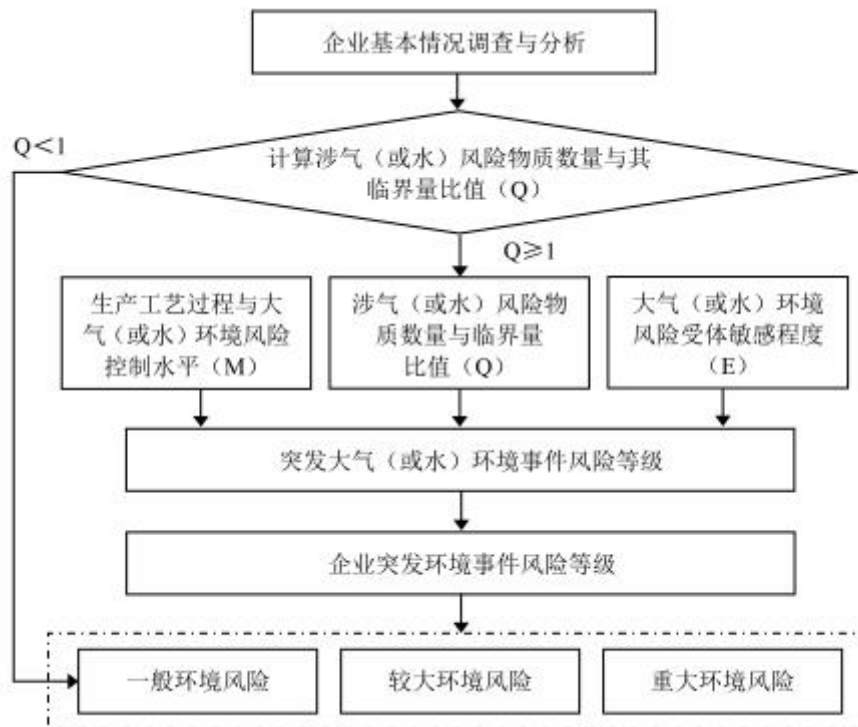 企业基本情况调查与分析
Q＜1
计算涉气（或水）风险物质数量与其
临界量比值（Q）
Q≥1
生产工艺过程与大
气（或水）环境风险
控制水平（M）
涉气（或水）风险物
质数量与临界量
比值（Q）
大气（或水）环境
风险受体敏感程度
（E）
突发大气（或水）环境事件风险等级
企业突发环境事件风险等级
一般环境风险
较大环境风险
重大环境风险